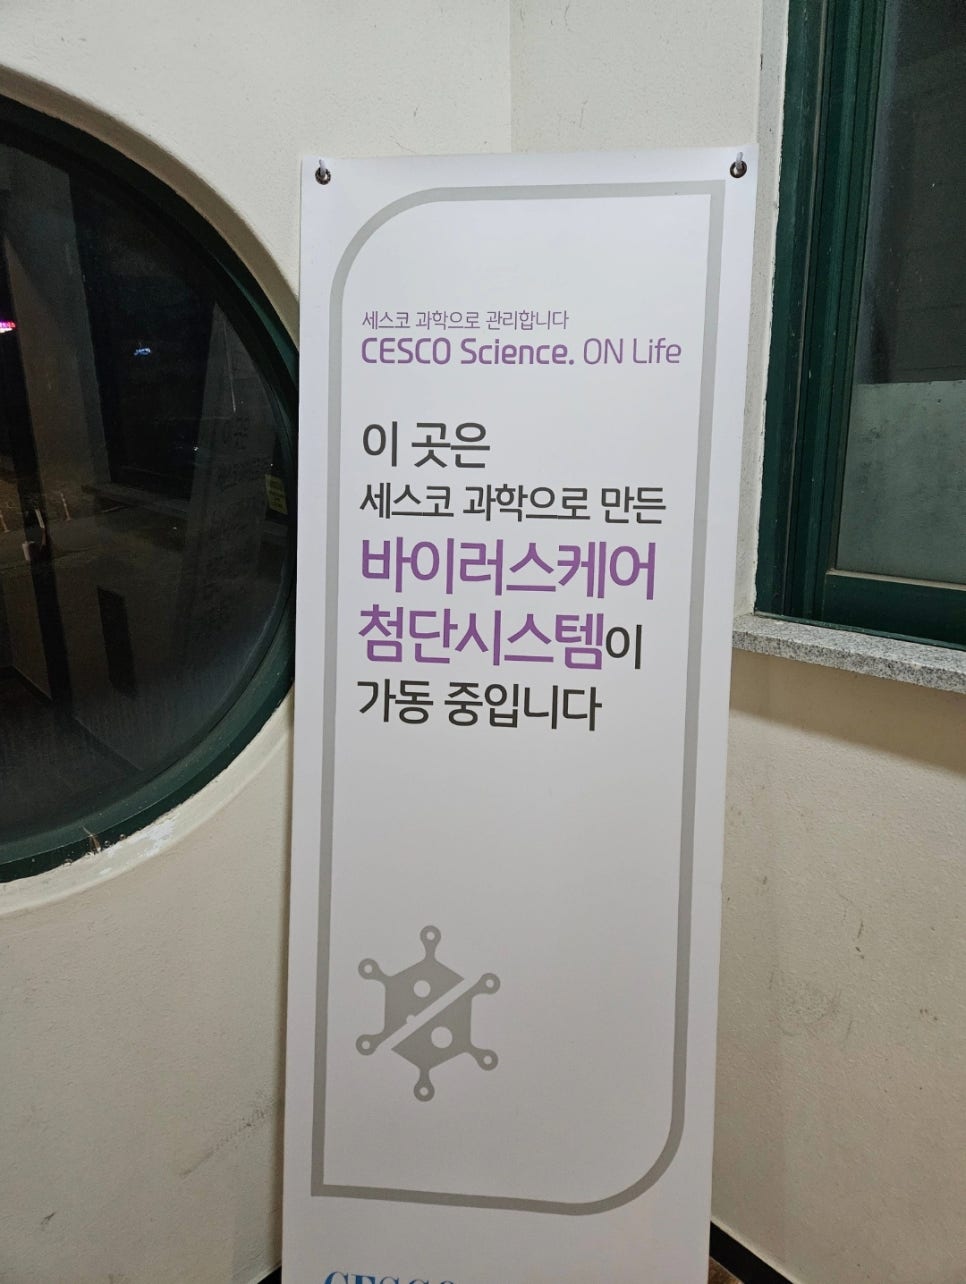 세스코 과학으로 관리합니다
CESCO Science. ON Life
이 곳은
세스코 과학으로 만든
바이러스케어
첨단시스템이
가동 중입니다
CESCO